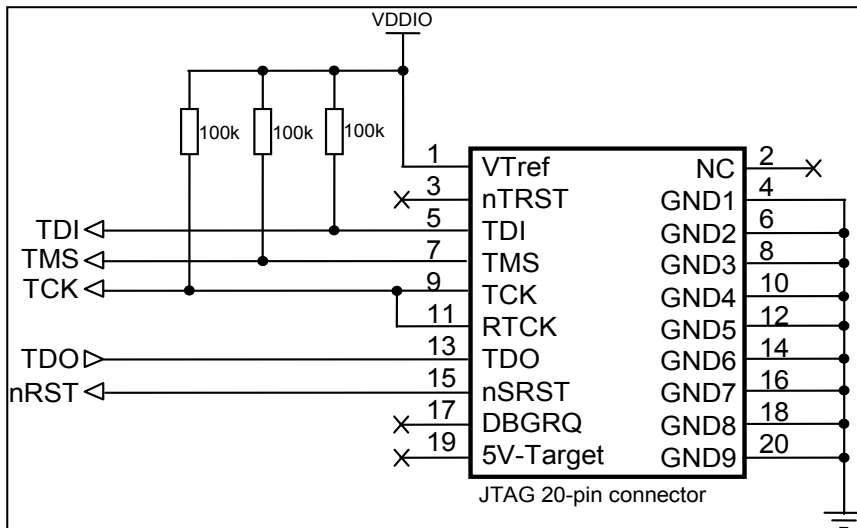 VDDIO
100k 100k 100k
1 VTref NC 2
3 nTRST GND1 4
TDI 5 TDI GND2 6
TMS 7 TMS GND3 8
TCK 9 TCK GND4 10
11 RTCK GND5 12
TDO 13 TDO GND6 14
nRST 15 nSRST GND7 16
17 DBGRQ GND8 18
19 5V-Target GND9 20
JTAG 20-pin connector